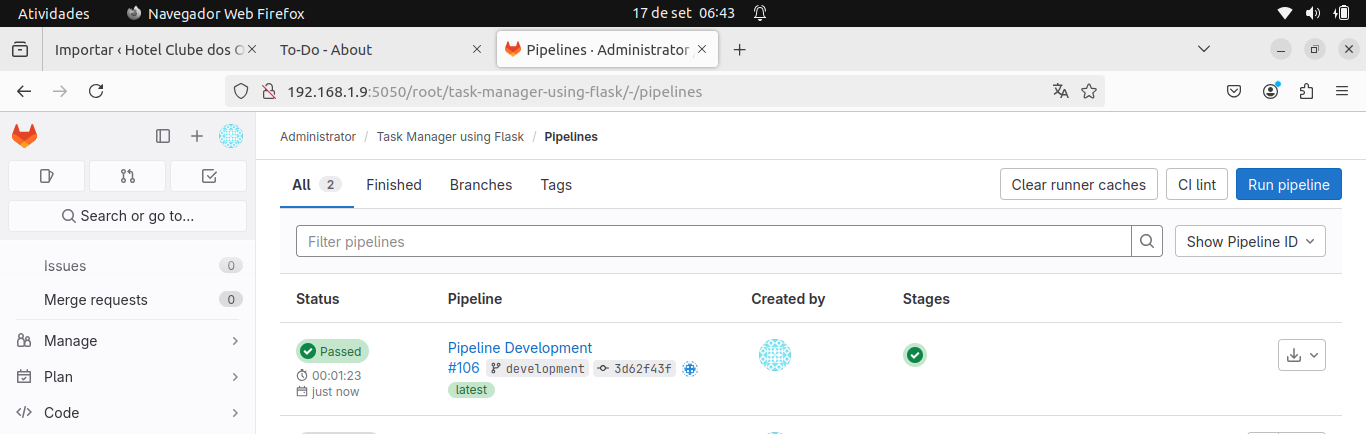 Atividades Navegador Web Firefox 17 de set 06:43
Importar ‹ Hotel Clube dos To-Do - About Pipelines · Administrator
192.168.1.9:5050/root/task-manager-using-flask/-/pipelines
Administrator / Task Manager using Flask / Pipelines
All 2 Finished Branches Tags Clear runner caches CI lint Run pipeline
Search or go to...
Filter pipelines Show Pipeline ID
Issues 0
Merge requests 0
Manage
Plan
Code
Status Pipeline Created by Stages
Passed
00:01:23
just now
Pipeline Development
#106 development 3d62f43f
latest